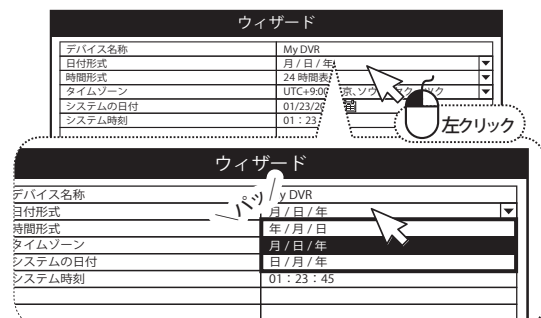 ウィザード
デバイス名称 My DVR
日付形式 月 / 日 / 年
時間形式 24 時間表
タイムゾーン UTC+9:00 京、ソウ ク
システムの日付 01/23/20
システム時刻 01 : 23
左クリック
ウィザード
デバイス名称 y DVR
パッ
日付形式 月 / 日 / 年
時間形式 年 / 月 / 日
タイムゾーン 月 / 日 / 年
システムの日付 日 / 月 / 年
システム時刻 01 : 23 : 45